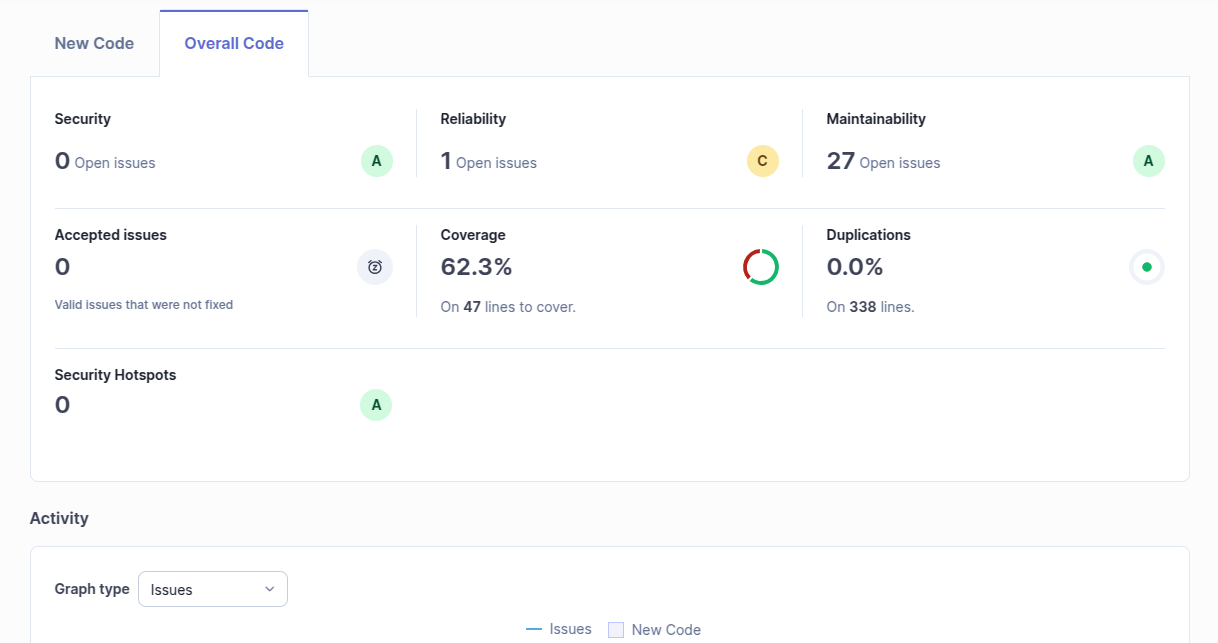 New Code Overall Code
Security Reliability Maintainability
0 Open issues A 1 Open issues C 27 Open issues A
Accepted issues Coverage Duplications
0 62.3% 0.0%
Valid issues that were not fixed On 47 lines to cover. On 338 lines.
Security Hotspots
0 A
Activity
Graph type Issues
Issues New Code